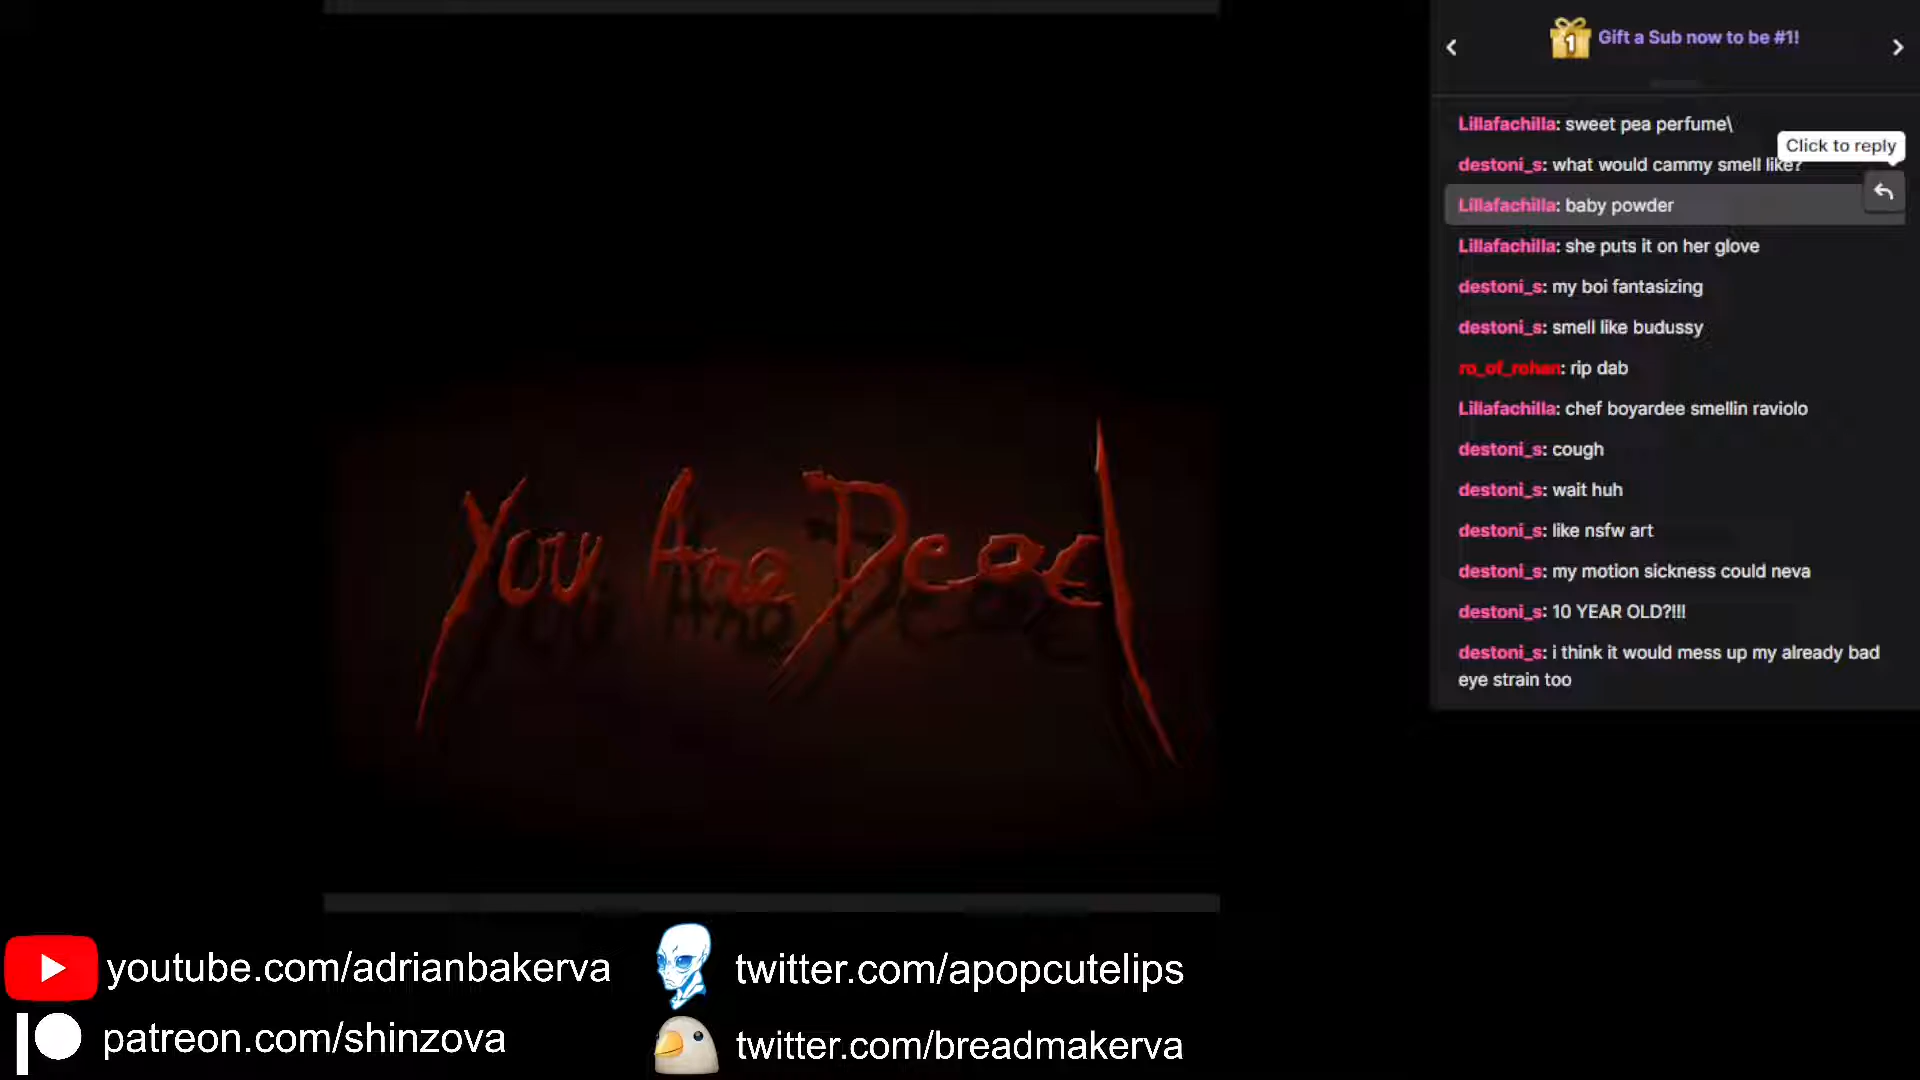 1 Gift a Sub now to be #1!
Lillafachilla: sweet pea perfume\
Click to reply
destoni_s: what would cammy smell like?
Lillafachilla: baby powder
Lillafachilla: she puts it on her glove
destoni_s: my boi fantasizing
destoni_s: smell like budussy
ro_of_rohan: rip dab
Lillafachilla: chef boyardee smellin raviolo
destoni_s: cough
destoni_s: wait huh
destoni_s: like nsfw art
destoni_s: my motion sickness could neva
destoni_s: 10 YEAR OLD?!!!
destoni_s: i think it would mess up my already bad
eye strain too
You Are Dead
youtube.com/adrianbakerva
twitter.com/apopcutelips
patreon.com/shinzova
twitter.com/breadmakerva